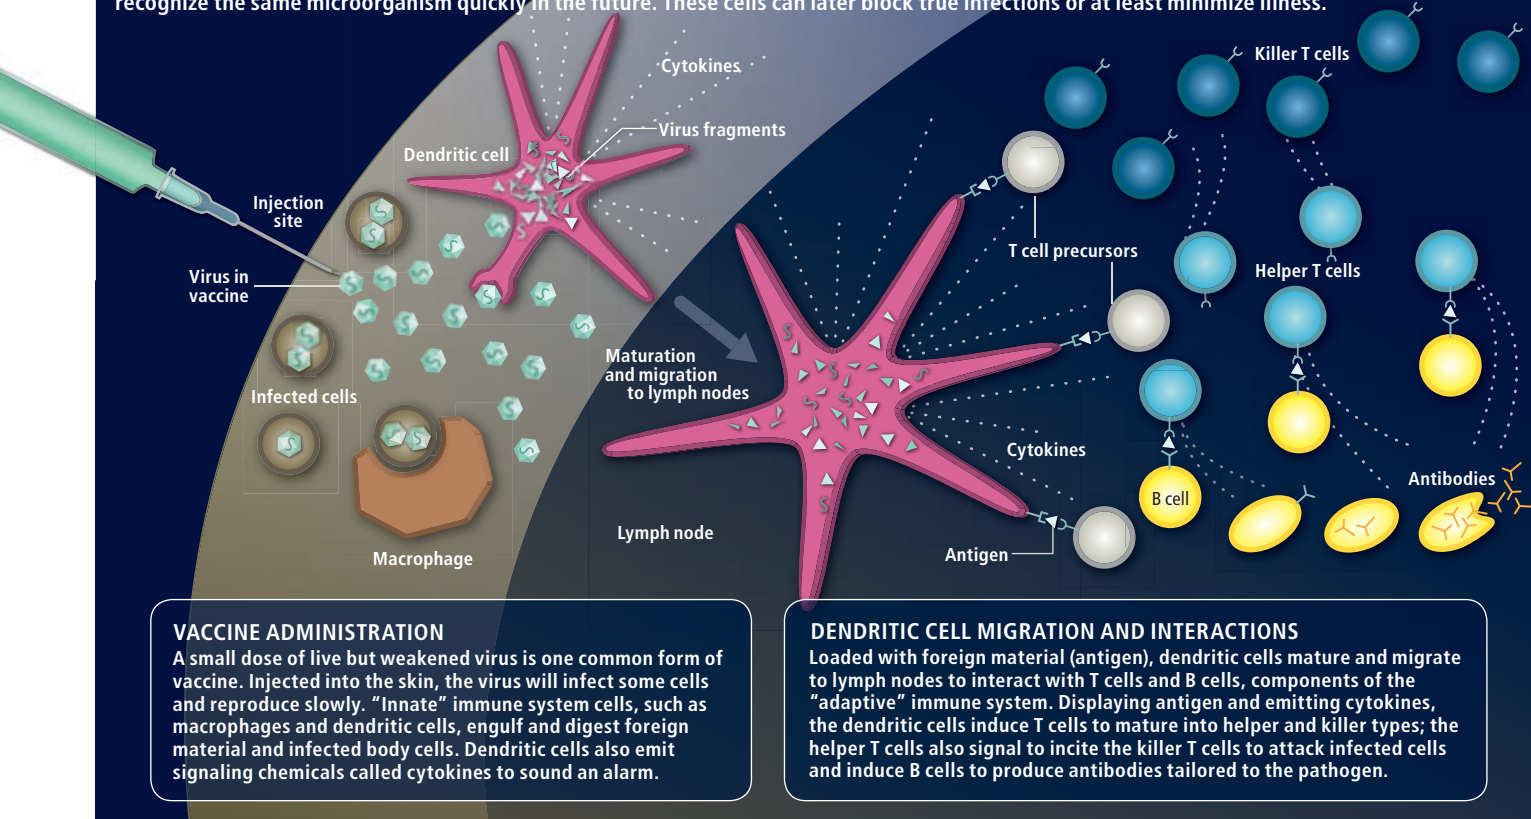 recognize the same microorganism quickly in the future. These cells can later block true infections or at least minimize illness.
Cytokines
Killer T cells
Virus fragments
Dendritic cell
Injection
site
T cell precursors
Virus in
vaccine
Helper T cells
Maturation
and migration
to lymph nodes
Infected cells
Cytokines
Antibodies
B cell
Lymph node
Antigen
Macrophage
VACCINE ADMINISTRATION
A small dose of live but weakened virus is one common form of
vaccine. Injected into the skin, the virus will infect some cells
and reproduce slowly. “Innate” immune system cells, such as
macrophages and dendritic cells, engulf and digest foreign
material and infected body cells. Dendritic cells also emit
signaling chemicals called cytokines to sound an alarm.
DENDRITIC CELL MIGRATION AND INTERACTIONS
Loaded with foreign material (antigen), dendritic cells mature and migrate
to lymph nodes to interact with T cells and B cells, components of the
“adaptive” immune system. Displaying antigen and emitting cytokines,
the dendritic cells induce T cells to mature into helper and killer types; the
helper T cells also signal to incite the killer T cells to attack infected cells
and induce B cells to produce antibodies tailored to the pathogen.